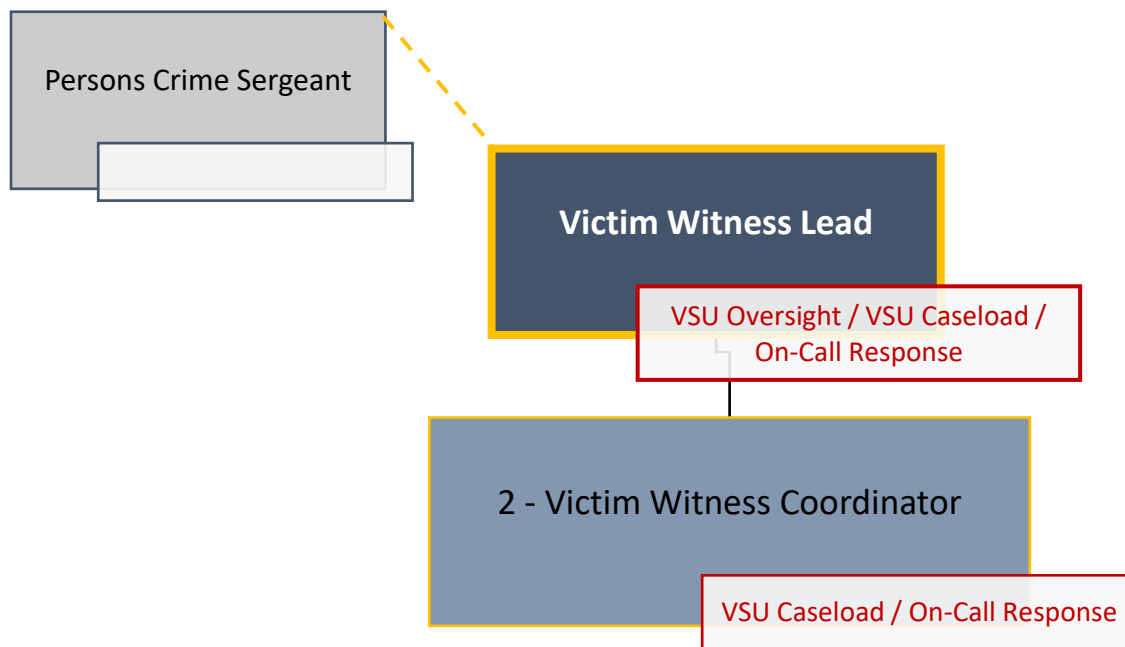 Persons Crime Sergeant
Victim Witness Lead
VSU Oversight / VSU Caseload /
On-Call Response
2 - Victim Witness Coordinator
VSU Caseload / On-Call Response